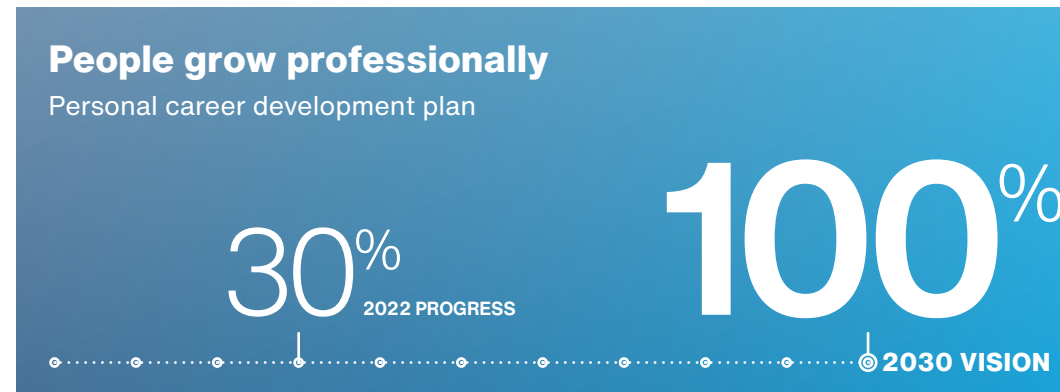 People grow professionally
Personal career development plan
30%
2022 PROGRESS
100%
2030 VISION